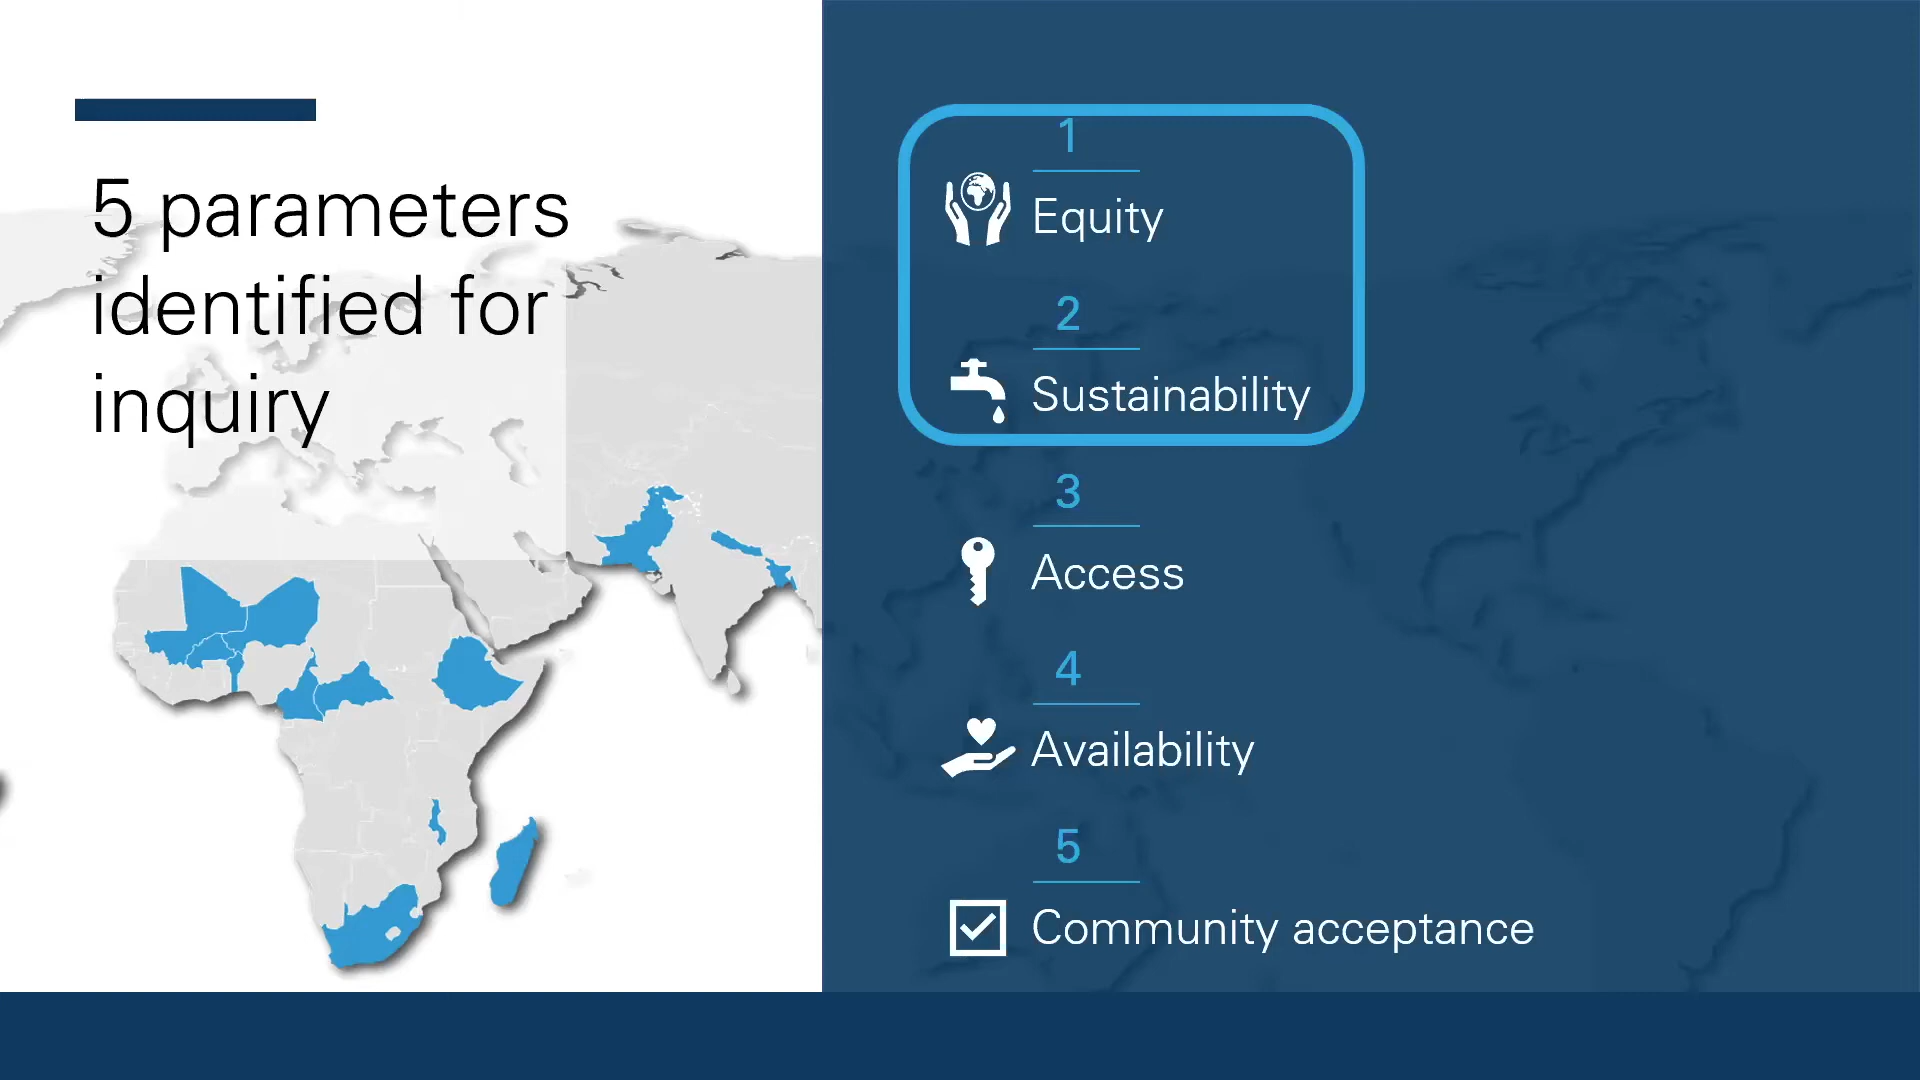 5 parameters
identified for
inquiry
1
Equity
2
Sustainability
3
Access
4
Availability
5
Community acceptance